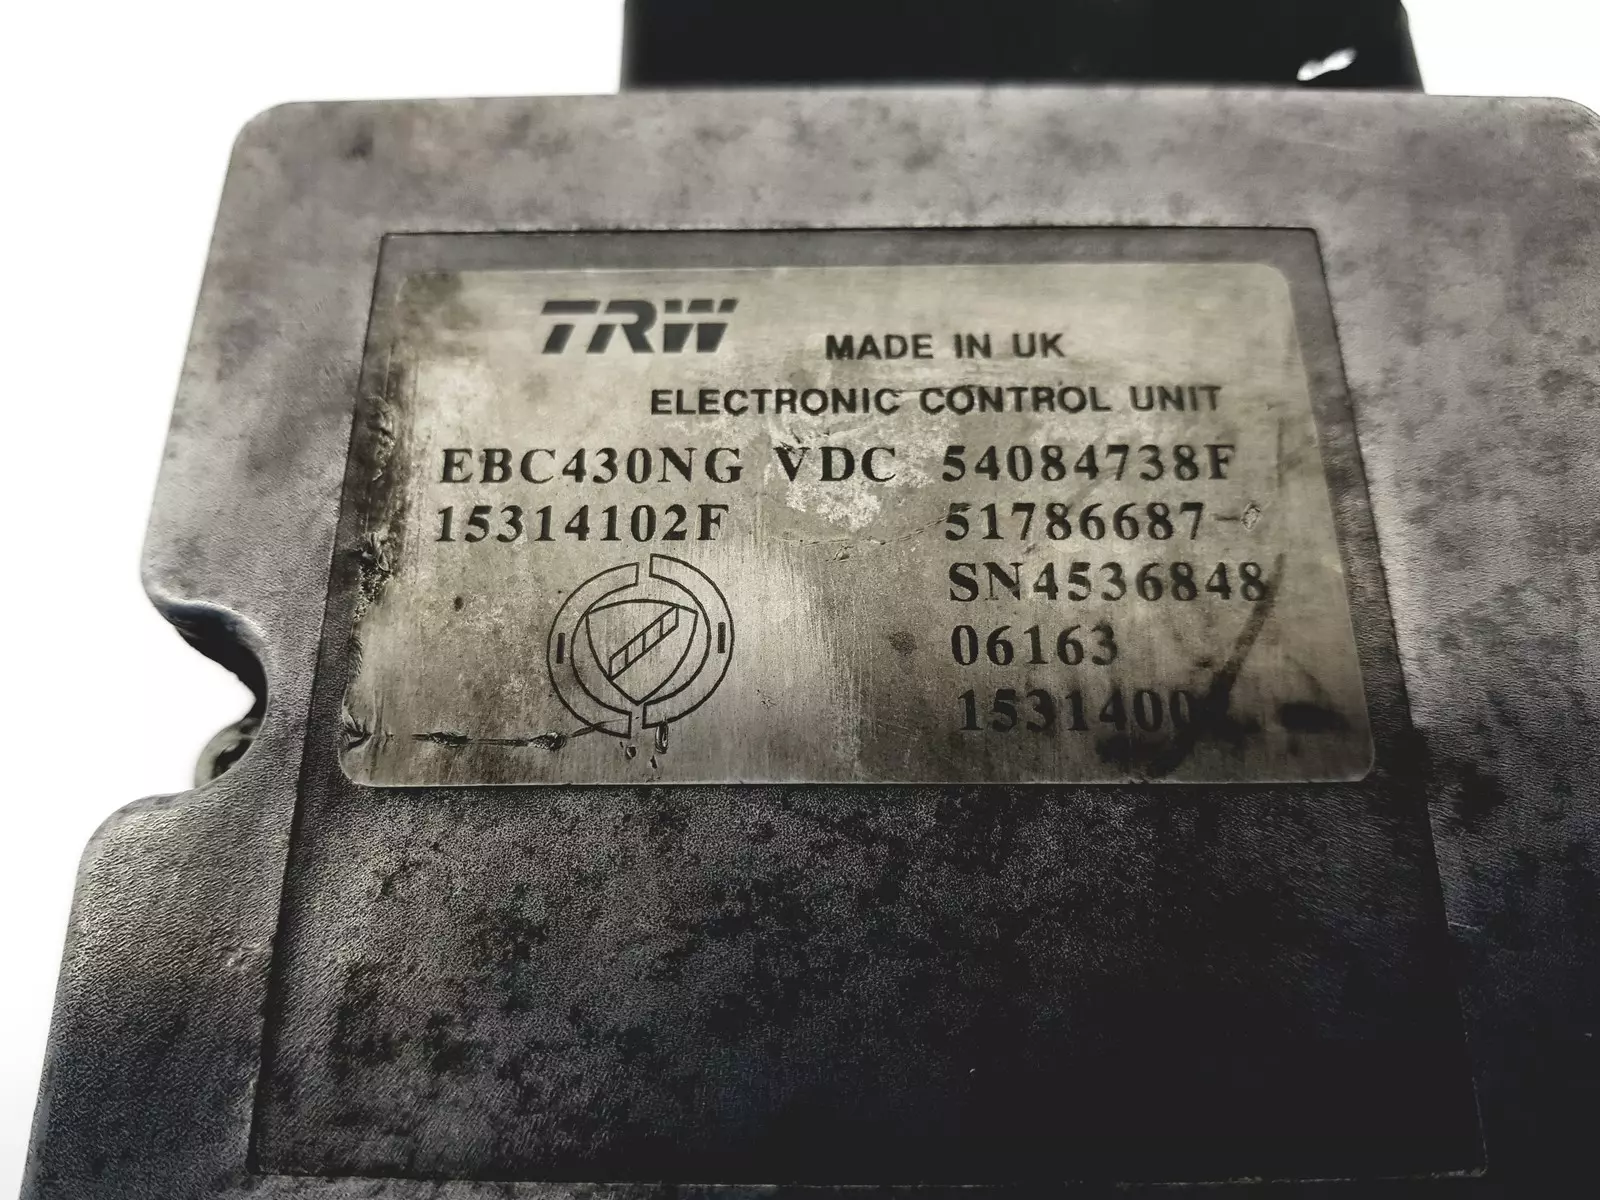 TRW MADE IN UK
ELECTRONIC CONTROL UNIT
EBC430NG VDC 54084738F
15314102F 51786687-
SN4536848
06163